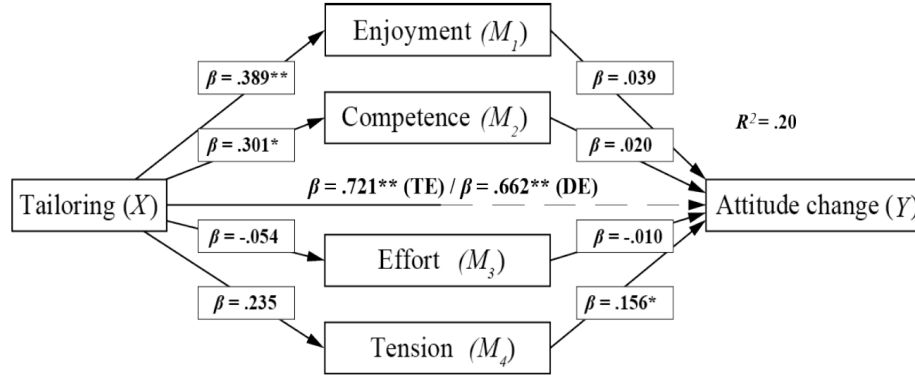 Enjoyment (M1)
β = .389**
β = .039
Competence (M2)
R² = .20
β = .301*
β = .020
β = .721** (TE) / β = .662** (DE)
Tailoring (X)
Attitude change (Y)
β = -.054
β = -.010
Effort (M3)
β = .235
β = .156*
Tension (M4)